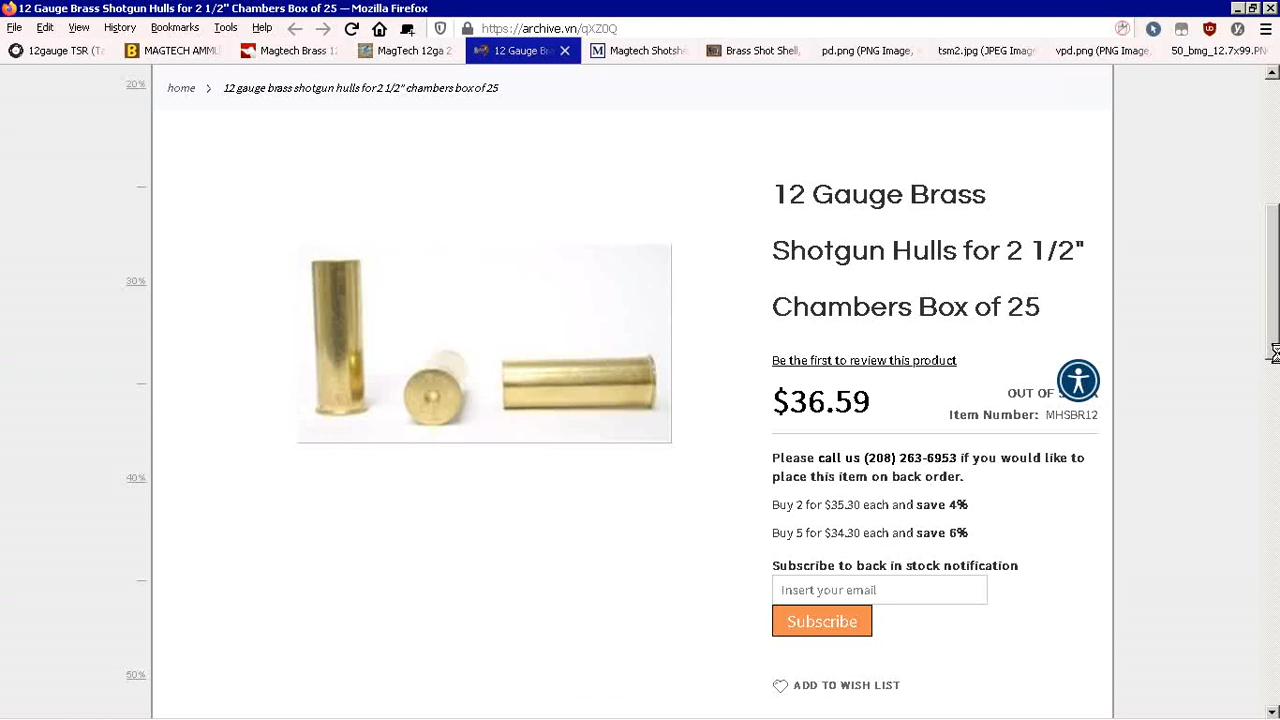 12 Gauge Brass Shotgun Hulls for 2 1/2" Chambers Box of 25 — Mozilla Firefox
File Edit View History Bookmarks Tools Help
https://archive.vn/qXZ0Q
12gauge TSR (Ta
MAGTECH AMMU
Magtech Brass 12
MagTech 12ga 2
12 Gauge Bra
Magtech Shotshe
Brass Shot Shell,
pd.png (PNG Image,
tsm2.jpg (JPEG Imag
vpd.png (PNG Image,
50_bmg_12.7x99.PN
20%
home > 12 gauge brass shotgun hulls for 2 1/2" chambers box of 25
12 Gauge Brass
Shotgun Hulls for 2 1/2"
30%
Chambers Box of 25
Be the first to review this product
$36.59
OUT OF
Item Number: MHSBR12
Please call us (208) 263-6953 if you would like to
place this item on back order.
40%
Buy 2 for $35.30 each and save 4%
Buy 5 for $34.30 each and save 6%
Subscribe to back in stock notification
Insert your email
Subscribe
50%
ADD TO WISH LIST